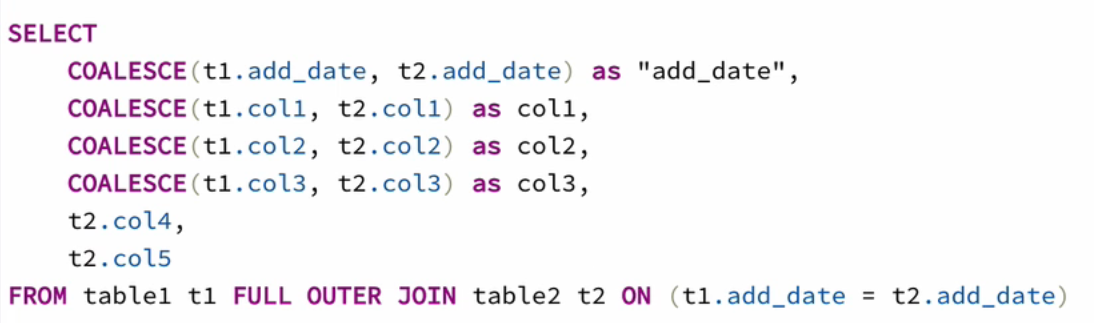 SELECT
    COALESCE(t1.add_date, t2.add_date) as "add_date",
    COALESCE(t1.col1, t2.col1) as col1,
    COALESCE(t1.col2, t2.col2) as col2,
    COALESCE(t1.col3, t2.col3) as col3,
    t2.col4,
    t2.col5
FROM table1 t1 FULL OUTER JOIN table2 t2 ON (t1.add_date = t2.add_date)